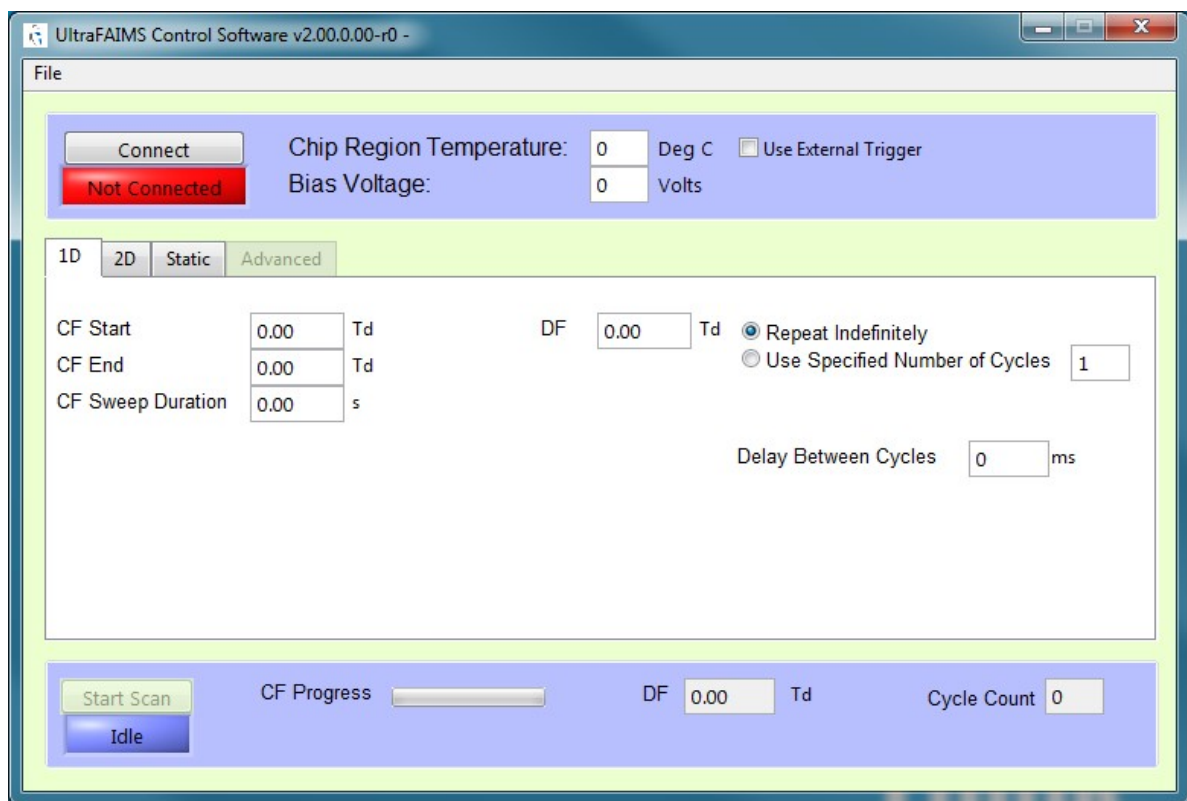 UltraFAIMS Control Software v2.00.0.00-r0 -
File
Connect
Not Connected
Chip Region Temperature: 0 Deg C Use External Trigger
Bias Voltage: 0 Volts
1D 2D Static Advanced
CF Start 0.00 Td DF 0.00 Td Repeat Indefinitely
CF End 0.00 Td Use Specified Number of Cycles 1
CF Sweep Duration 0.00 s
Delay Between Cycles 0 ms
Start Scan CF Progress DF 0.00 Td Cycle Count 0
Idle